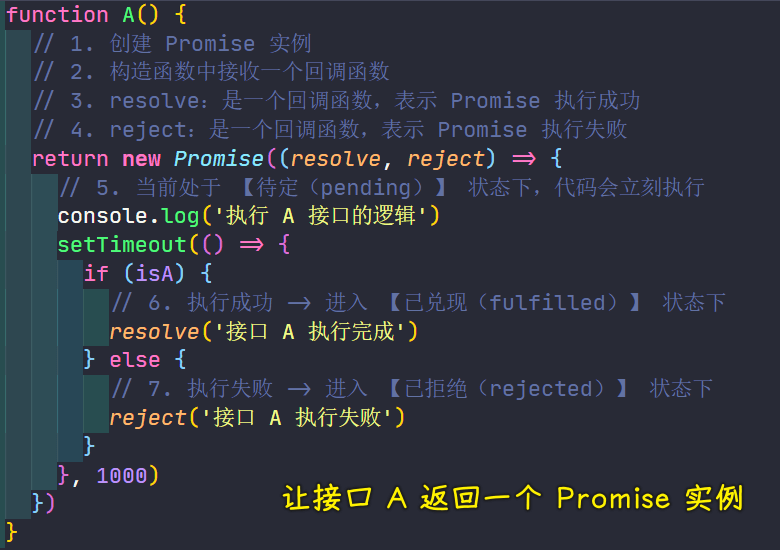 function A() {
// 1. 创建 Promise 实例
// 2. 构造函数中接收一个回调函数
// 3. resolve：是一个回调函数，表示 Promise 执行成功
// 4. reject：是一个回调函数，表示 Promise 执行失败
return new Promise((resolve, reject) => {
// 5. 当前处于 【待定（pending）】 状态下，代码会立刻执行
console.log('执行 A 接口的逻辑')
setTimeout(() => {
if (isA) {
// 6. 执行成功 -> 进入 【已兑现（fulfilled）】 状态下
resolve('接口 A 执行完成')
} else {
// 7. 执行失败 -> 进入 【已拒绝（rejected）】 状态下
reject('接口 A 执行失败')
}
}, 1000)
})
}
让接口 A 返回一个 Promise 实例